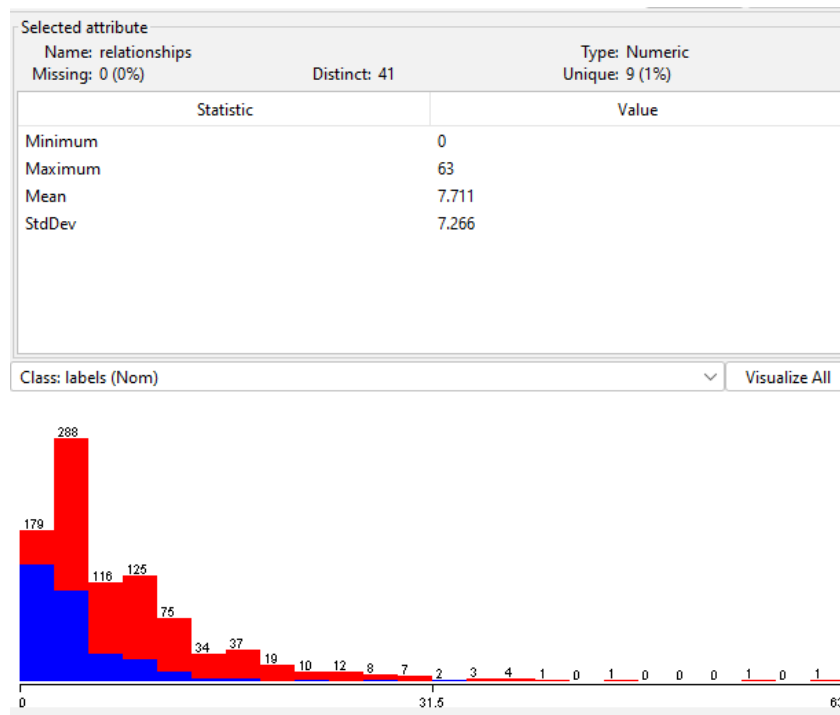 Selected attribute
Name: relationships Type: Numeric
Missing: 0 (0%) Distinct: 41 Unique: 9 (1%)
Statistic Value
Minimum 0
Maximum 63
Mean 7.711
StdDev 7.266
Class: labels (Nom) Visualize All
288
179
116 125
75
34 37
19 10 12 8 7 2 3 4 1 0 1 0 0 0 1 0 1
0 31.5